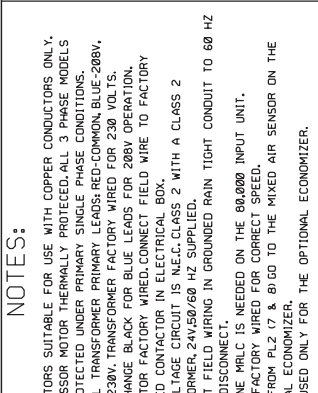 NOTES:
TORS SUITABLE FOR USE WITH COPPER CONDUCTORS ONLY.
SSOR MOTOR THERMALLY PROTECED. ALL 3 PHASE MODELS
OTECTED UNDER PRIMARY SINGLE PHASE CONDITIONS.
L TRANSFORMER PRIMARY LEADS: RED-COMMON, BLUE-208V,
230V. TRANSFORMER FACTORY WIRED FOR 230 VOLTS.
HANGE BLACK FOR BLUE LEADS FOR 208V OPERATION.
TOR FACTORY WIRED. CONNECT FIELD WIRE TO FACTORY
ED CONTACTOR IN ELECTRICAL BOX.
LTAGE CIRCUIT IS N.E.C. CLASS 2 WITH A CLASS 2
ORMER, 24V, 50/60 HZ SUPPLIED.
T FIELD WIRING IN GROUNDED RAIN TIGHT CONDUIT TO 60 HZ
DISCONNECT.
NE MRLC IS NEEDED ON THE 80,000 INPUT UNIT.
FACTORY WIRED FOR CORRECT SPEED.
FROM PL2 (7 & 8) GO TO THE MIXED AIR SENSOR ON THE
AL ECONOMIZER.
USED ONLY FOR THE OPTIONAL ECONOMIZER.